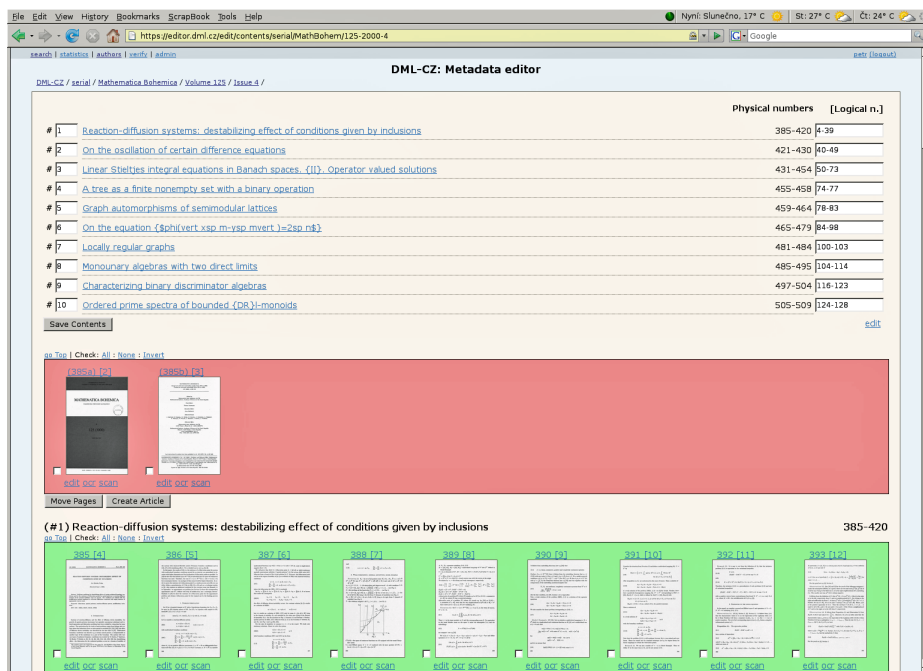 File Edit View History Bookmarks ScrapBook Tools Help Nyní: Slunečno, 17° C St: 27° C Čt: 24° C
https://editor.dml.cz/edit/contents/serial/MathBohem/125-2000-4 Google
search | statistics | authors | verify | admin petr (logout)
DML-CZ: Metadata editor
DML-CZ / serial / Mathematica Bohemica / Volume 125 / Issue 4 /
Physical numbers [Logical n.]
# 1 Reaction-diffusion systems: destabilizing effect of conditions given by inclusions 385-420 4-39
# 2 On the oscillation of certain difference equations 421-430 40-49
# 3 Linear Stieltjes integral equations in Banach spaces. {II}. Operator valued solutions 431-454 50-73
# 4 A tree as a finite nonempty set with a binary operation 455-458 74-77
# 5 Graph automorphisms of semimodular lattices 459-464 78-83
# 6 On the equation {$phi(vert xsp m-ysp mvert )=2sp n$} 465-479 84-98
# 7 Locally regular graphs 481-484 100-103
# 8 Monounary algebras with two direct limits 485-495 104-114
# 9 Characterizing binary discriminator algebras 497-504 116-123
# 10 Ordered prime spectra of bounded {DR}l-monoids 505-509 124-128
Save Contents edit
go Top | Check: All : None : Invert
(385a) [2] (385b) [3]
MATHEMATICA BOHEMICA
edit ocr scan edit ocr scan
Move Pages Create Article
(#1) Reaction-diffusion systems: destabilizing effect of conditions given by inclusions 385-420
go Top | Check: All : None : Invert
385 [4] 386 [5] 387 [6] 388 [7] 389 [8] 390 [9] 391 [10] 392 [11] 393 [12]
edit ocr scan edit ocr scan edit ocr scan edit ocr scan edit ocr scan edit ocr scan edit ocr scan edit ocr scan edit ocr scan